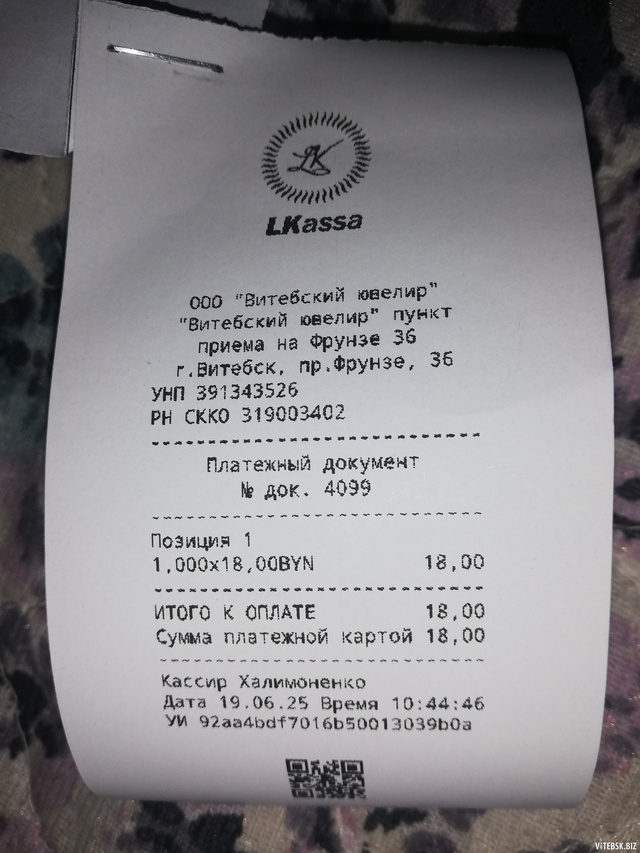 LK
LKassa
ООО "Витебский ювелир"
"Витебский ювелир" пункт
приема на Фрунзе 36
г.Витебск, пр.Фрунзе, 36
УНП 391343526
РН СККО 319003402
Платежный документ
№ док. 4099
Позиция 1
1,000x18,00BYN 18,00
ИТОГО К ОПЛАТЕ 18,00
Сумма платежной картой 18,00
Кассир Халимоненко
Дата 19.06.25 Время 10:44:46
УИ 92aa4bdf7016b50013039b0a
ViTEBSK.BIZ